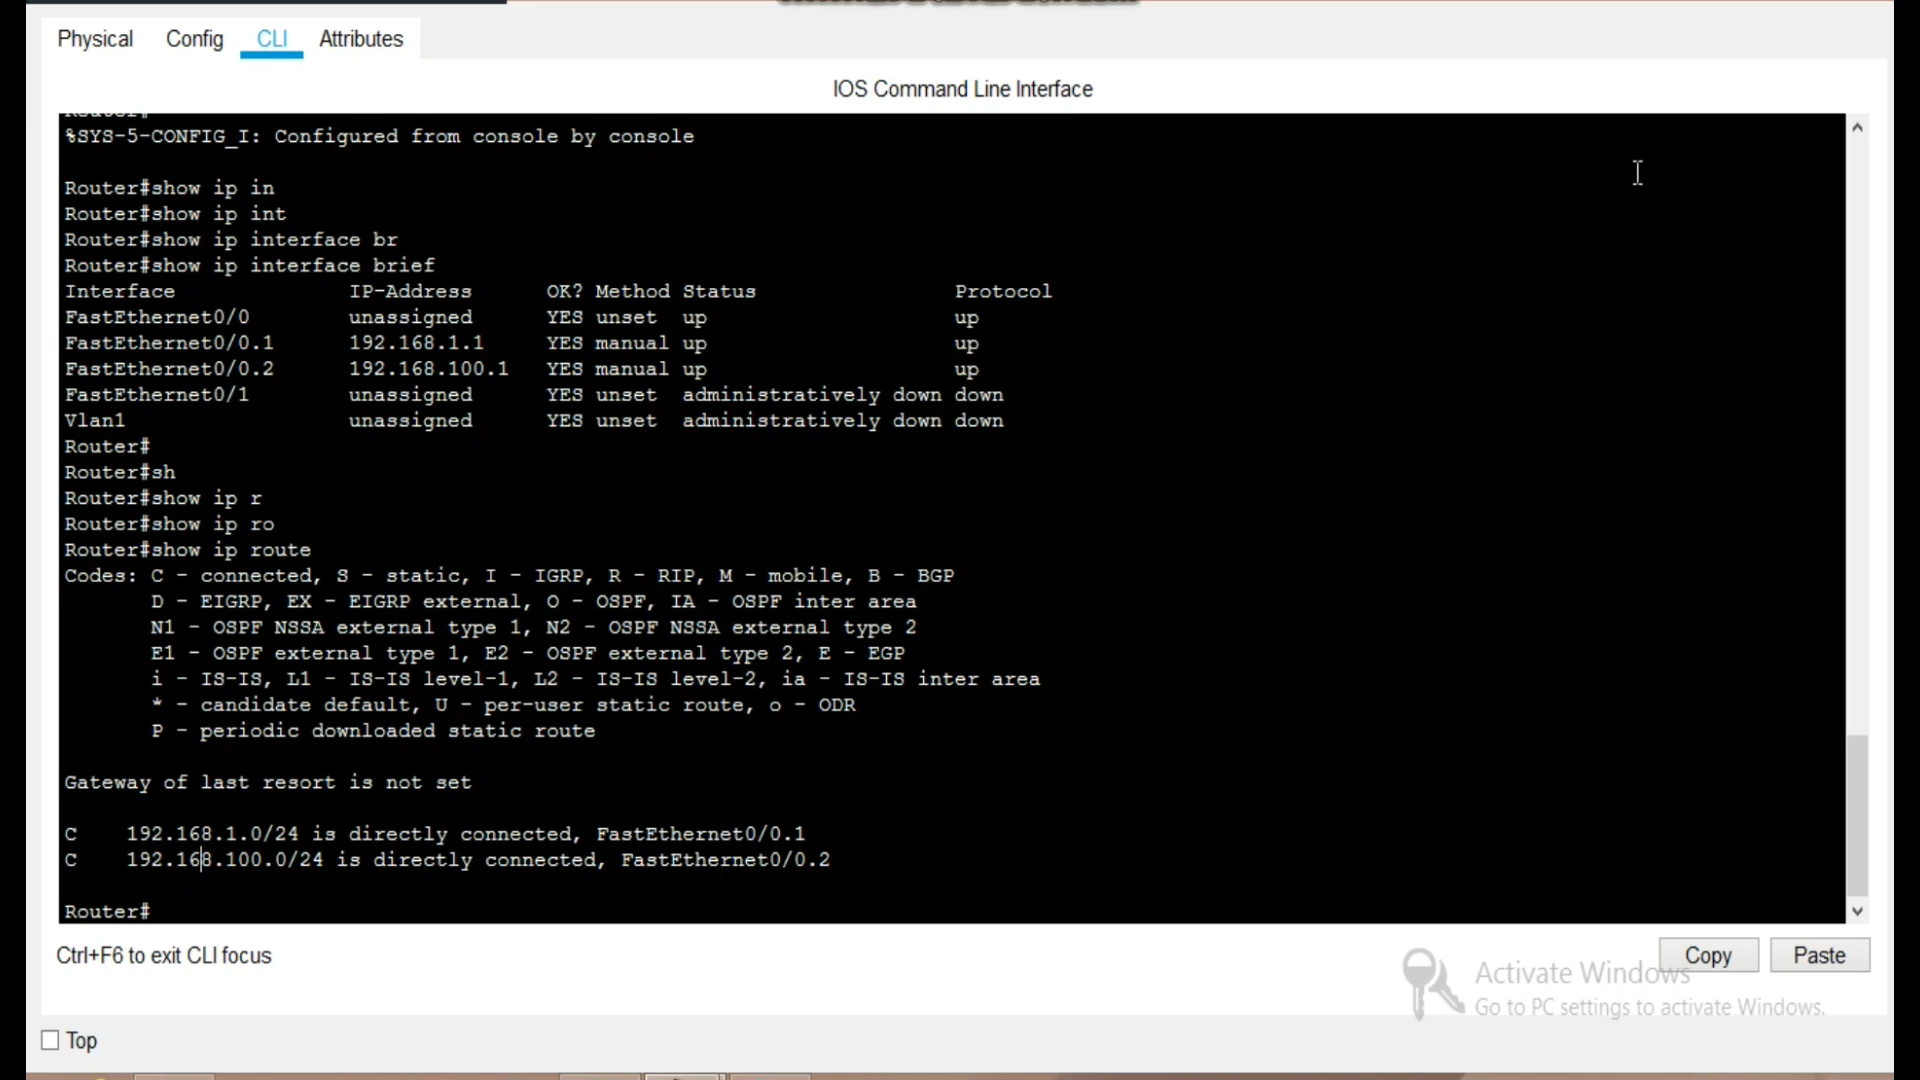 Physical Config CLI Attributes
IOS Command Line Interface
Router#
%SYS-5-CONFIG_I: Configured from console by console
Router#show ip in
Router#show ip int
Router#show ip interface br
Router#show ip interface brief
Interface IP-Address OK? Method Status Protocol
FastEthernet0/0 unassigned YES unset up up
FastEthernet0/0.1 192.168.1.1 YES manual up up
FastEthernet0/0.2 192.168.100.1 YES manual up up
FastEthernet0/1 unassigned YES unset administratively down down
Vlan1 unassigned YES unset administratively down down
Router#
Router#sh
Router#show ip r
Router#show ip ro
Router#show ip route
Codes: C - connected, S - static, I - IGRP, R - RIP, M - mobile, B - BGP
D - EIGRP, EX - EIGRP external, O - OSPF, IA - OSPF inter area
N1 - OSPF NSSA external type 1, N2 - OSPF NSSA external type 2
E1 - OSPF external type 1, E2 - OSPF external type 2, E - EGP
i - IS-IS, L1 - IS-IS level-1, L2 - IS-IS level-2, ia - IS-IS inter area
* - candidate default, U - per-user static route, o - ODR
P - periodic downloaded static route
Gateway of last resort is not set
C 192.168.1.0/24 is directly connected, FastEthernet0/0.1
C 192.168.100.0/24 is directly connected, FastEthernet0/0.2
Router#
Ctrl+F6 to exit CLI focus
Copy Paste
Activate Windows
Go to PC settings to activate Windows.
Top